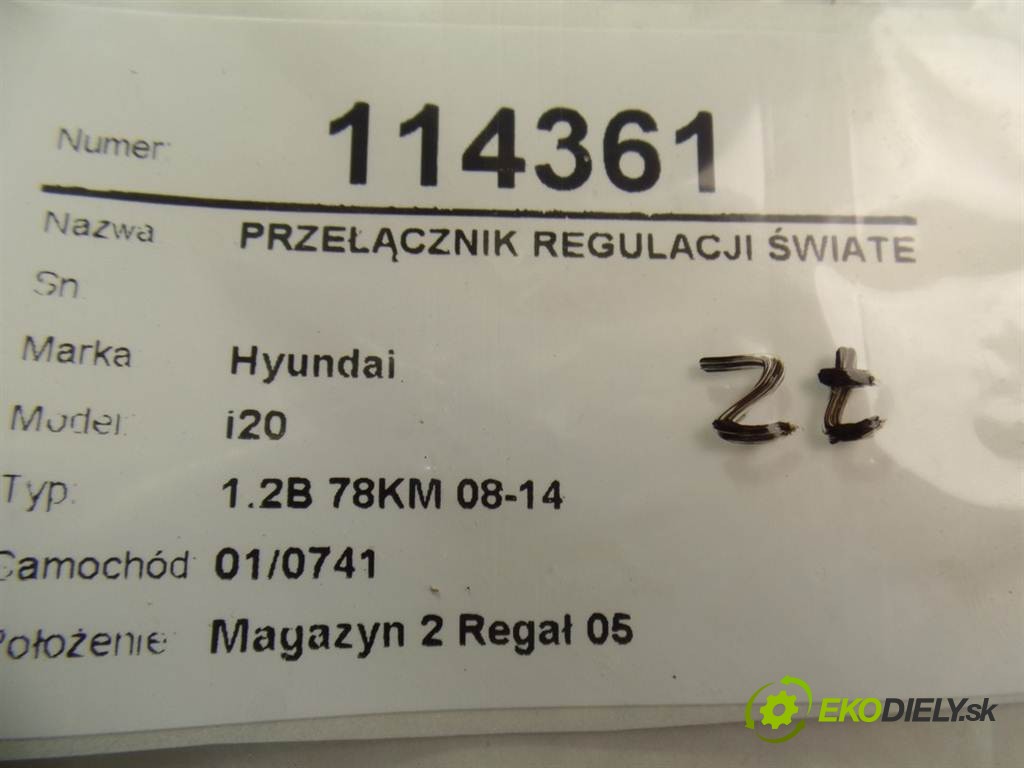 Numer: 114361
Nazwa PRZEŁĄCZNIK REGULACJI ŚWIATE
Sn
Marka Hyundai
Model: i20
Typ: 1.2B 78KM 08-14
Samochód 01/0741
Położenie Magazyn 2 Regał 05
Zt
EKODIELY.sk